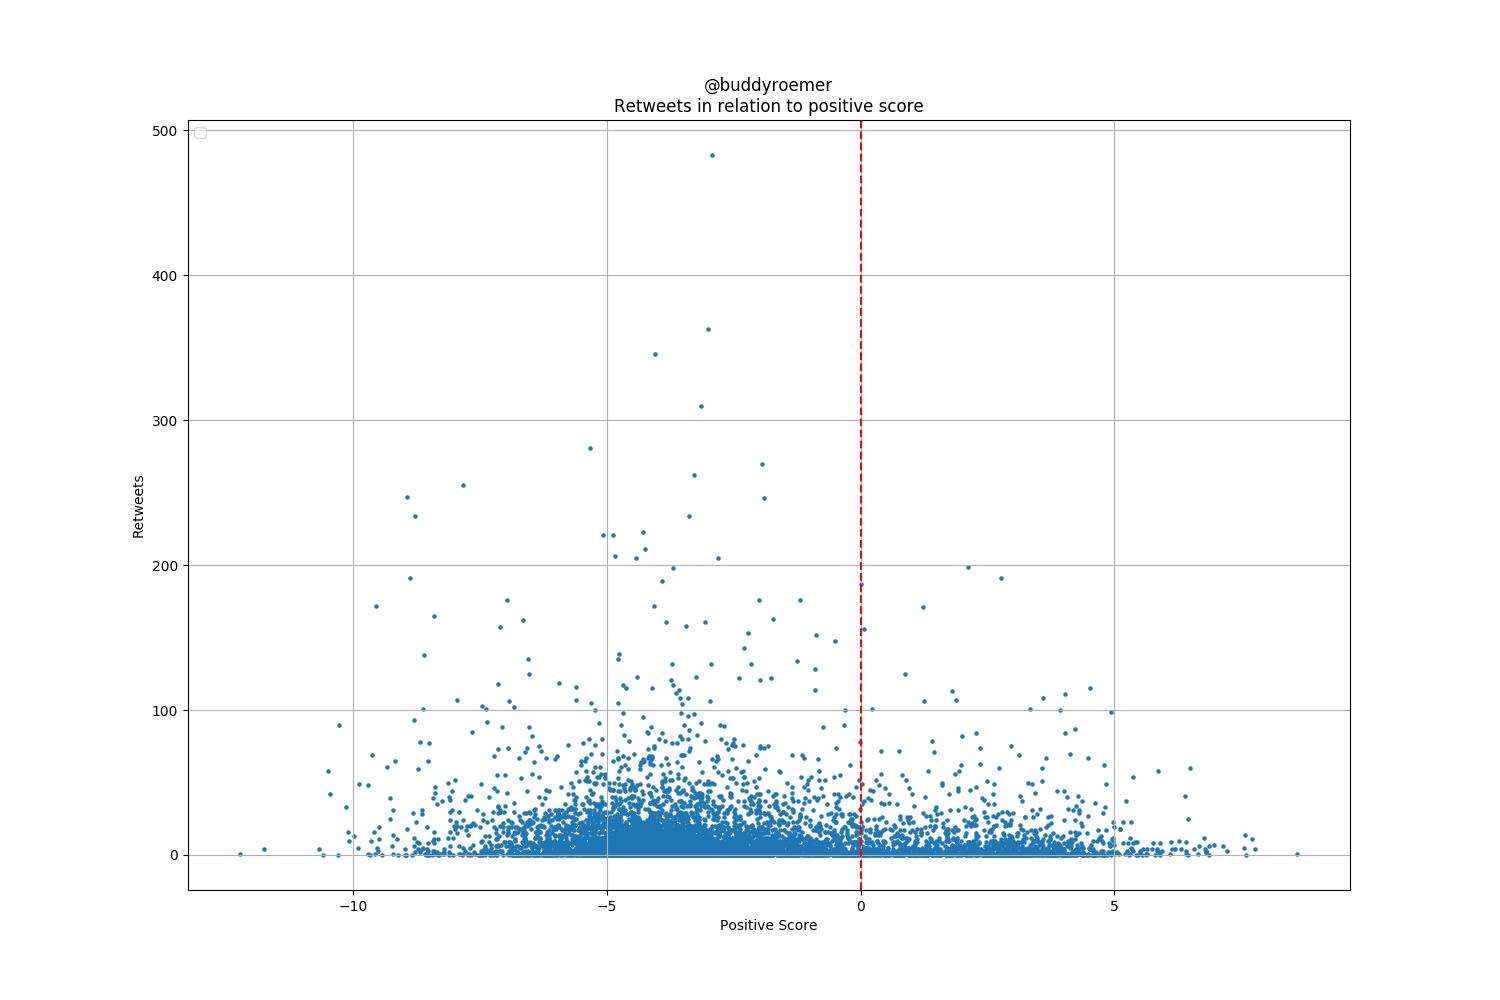 @buddyroemer
Retweets in relation to positive score
500
400
300
200
100
0
Retweets
−10
−5
0
5
Positive Score